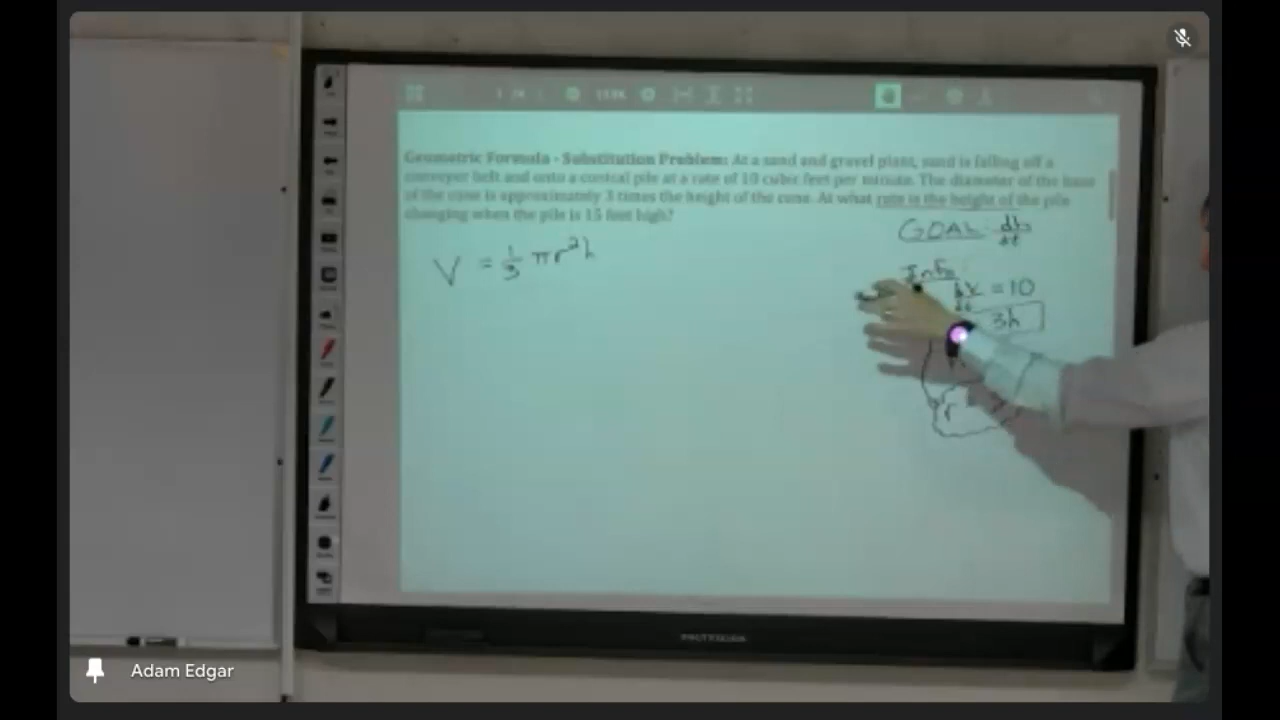 Geometric Formula - Substitution Problem: At a sand and gravel plant, sand is falling off a
conveyor belt and onto a conical pile at a rate of 10 cubic feet per minute. The diameter of the base
of the cone is approximately 3 times the height of the cone. At what rate is the height of the pile
changing when the pile is 15 feet high?
GOAL: dh/dt
V = 1/3 πr²h
Info
dV/dt = 10
3h
r
PROMETHEAN
Adam Edgar